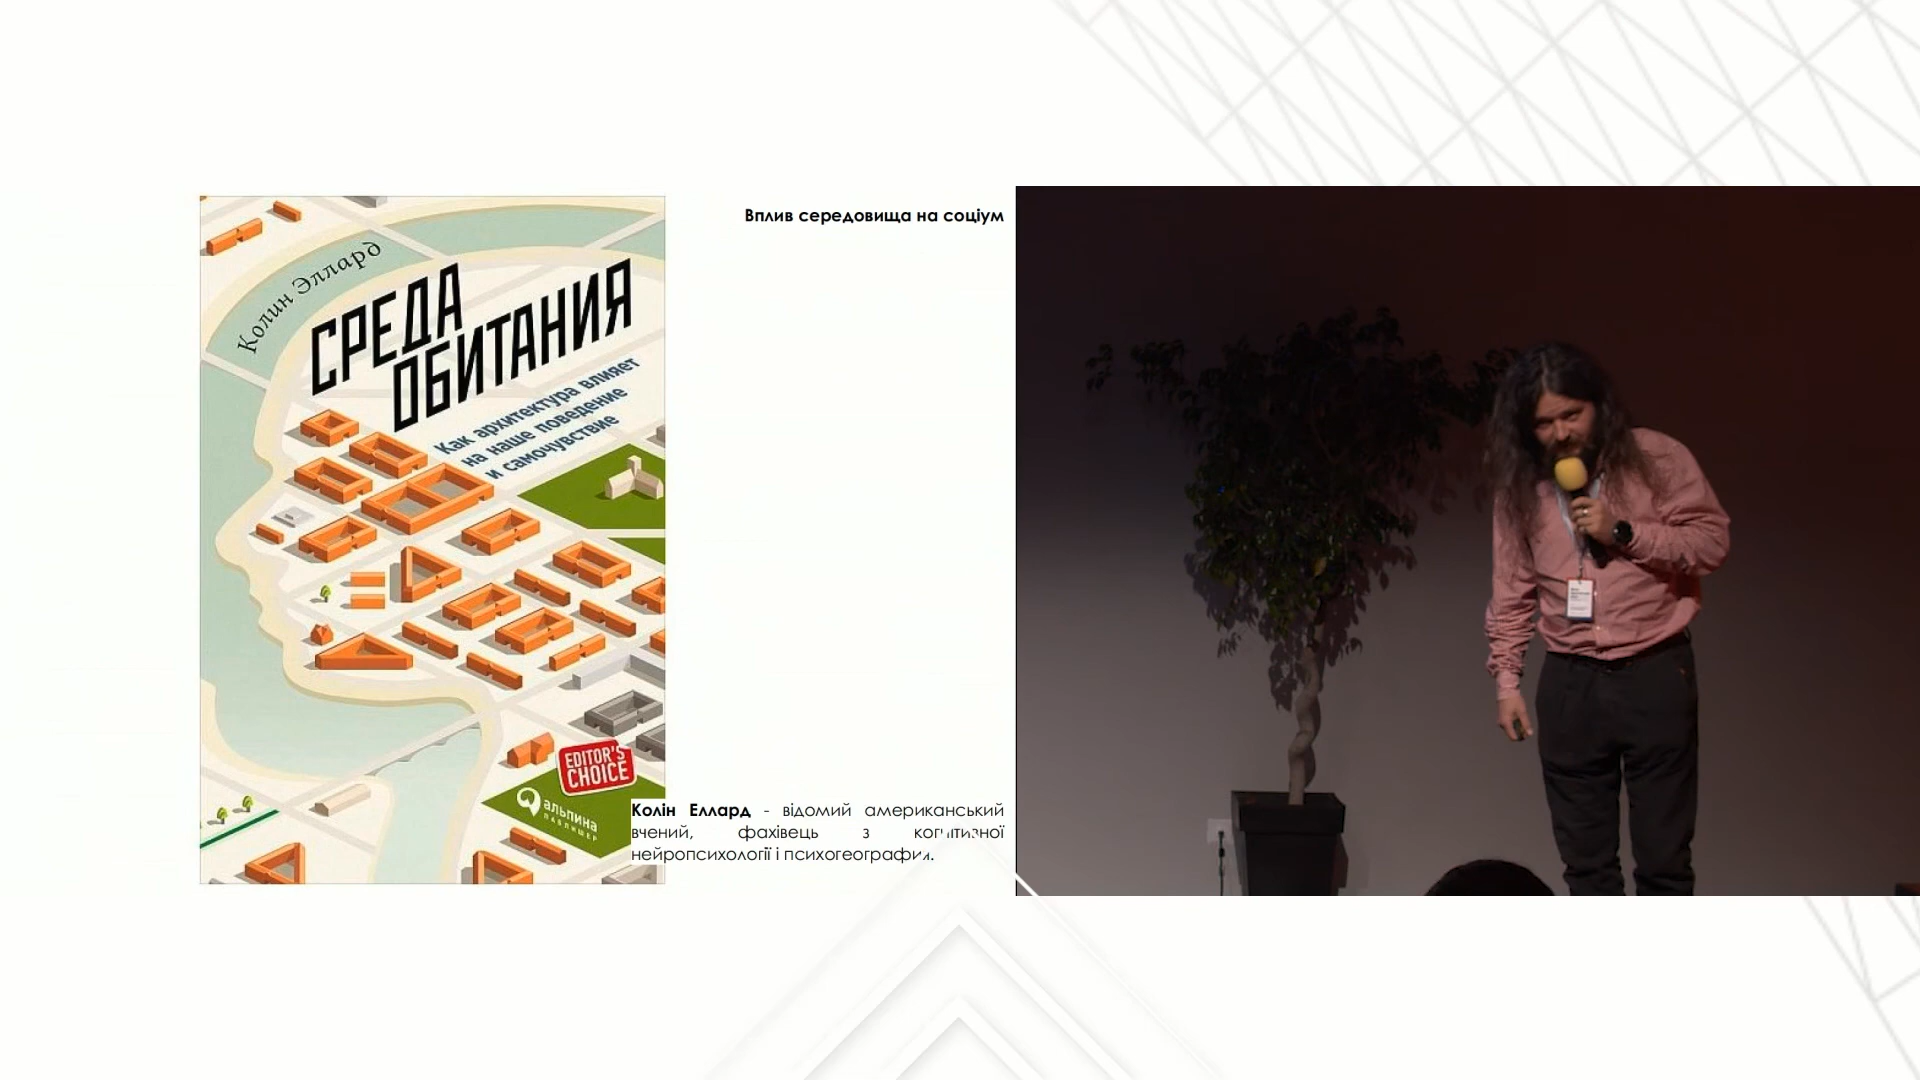 Вплив середовища на соціум
Колин Эллард
СРЕДА
ОБИТАНИЯ
Как архитектура влияет
на наше поведение
и самочувствие
EDITOR'S
CHOICE
альпина
ПАБЛИШЕР
Колін Еллард - відомий американський
вчений, фахівець з когнітивної
нейропсихології і психогеографии.